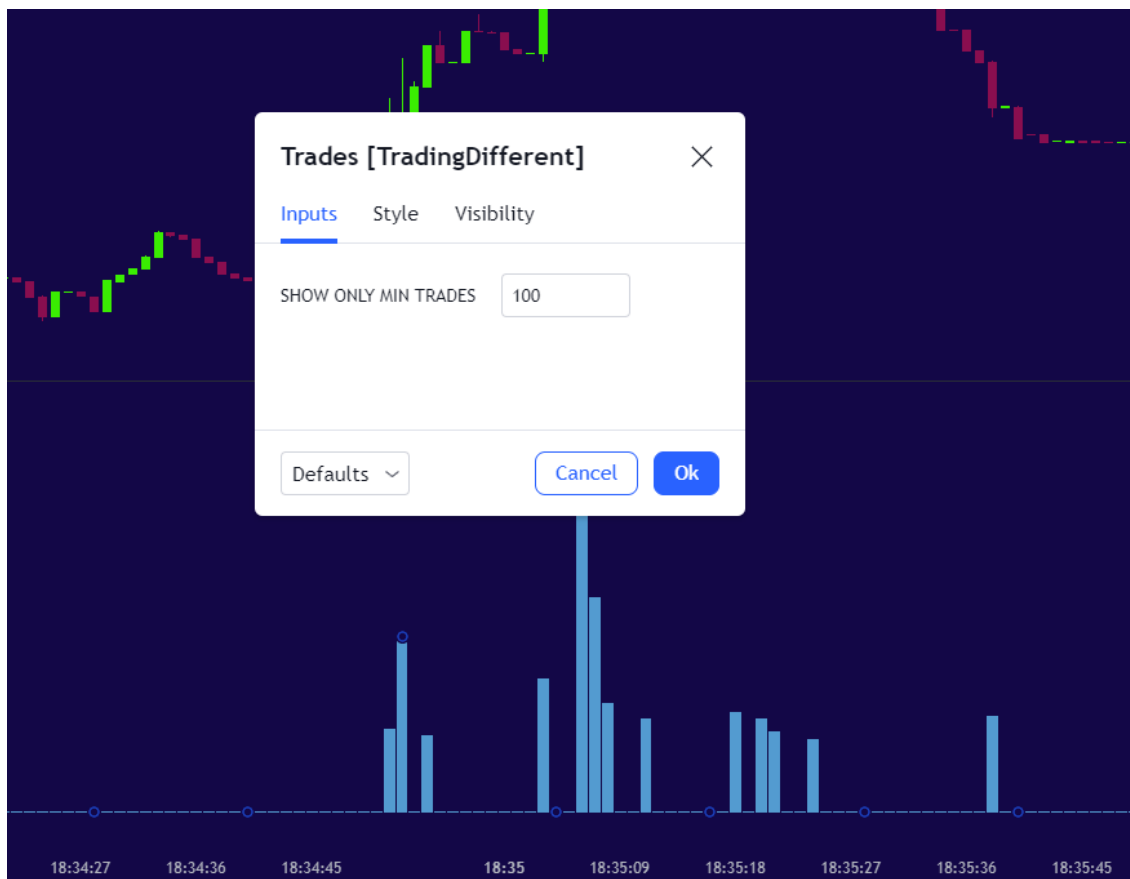 Trades [TradingDifferent]
Inputs Style Visibility
SHOW ONLY MIN TRADES 100
Defaults Cancel Ok
18:34:27 18:34:36 18:34:45 18:35 18:35:09 18:35:18 18:35:27 18:35:36 18:35:45